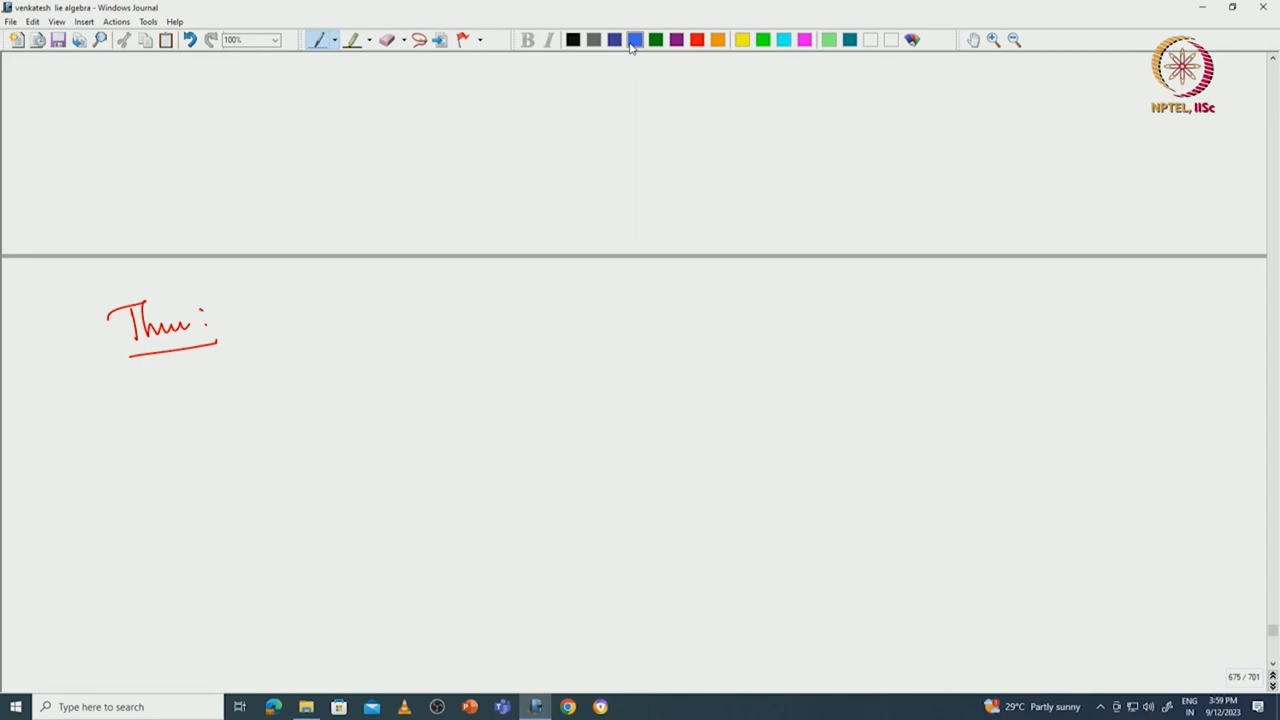 venkatesh lie algebra - Windows Journal
File Edit View Insert Actions Tools Help
100%
B I
NPTEL, IISc
Thm:
675 / 701
Type here to search
29°C Partly sunny
ENG
IN
3:59 PM
9/12/2023